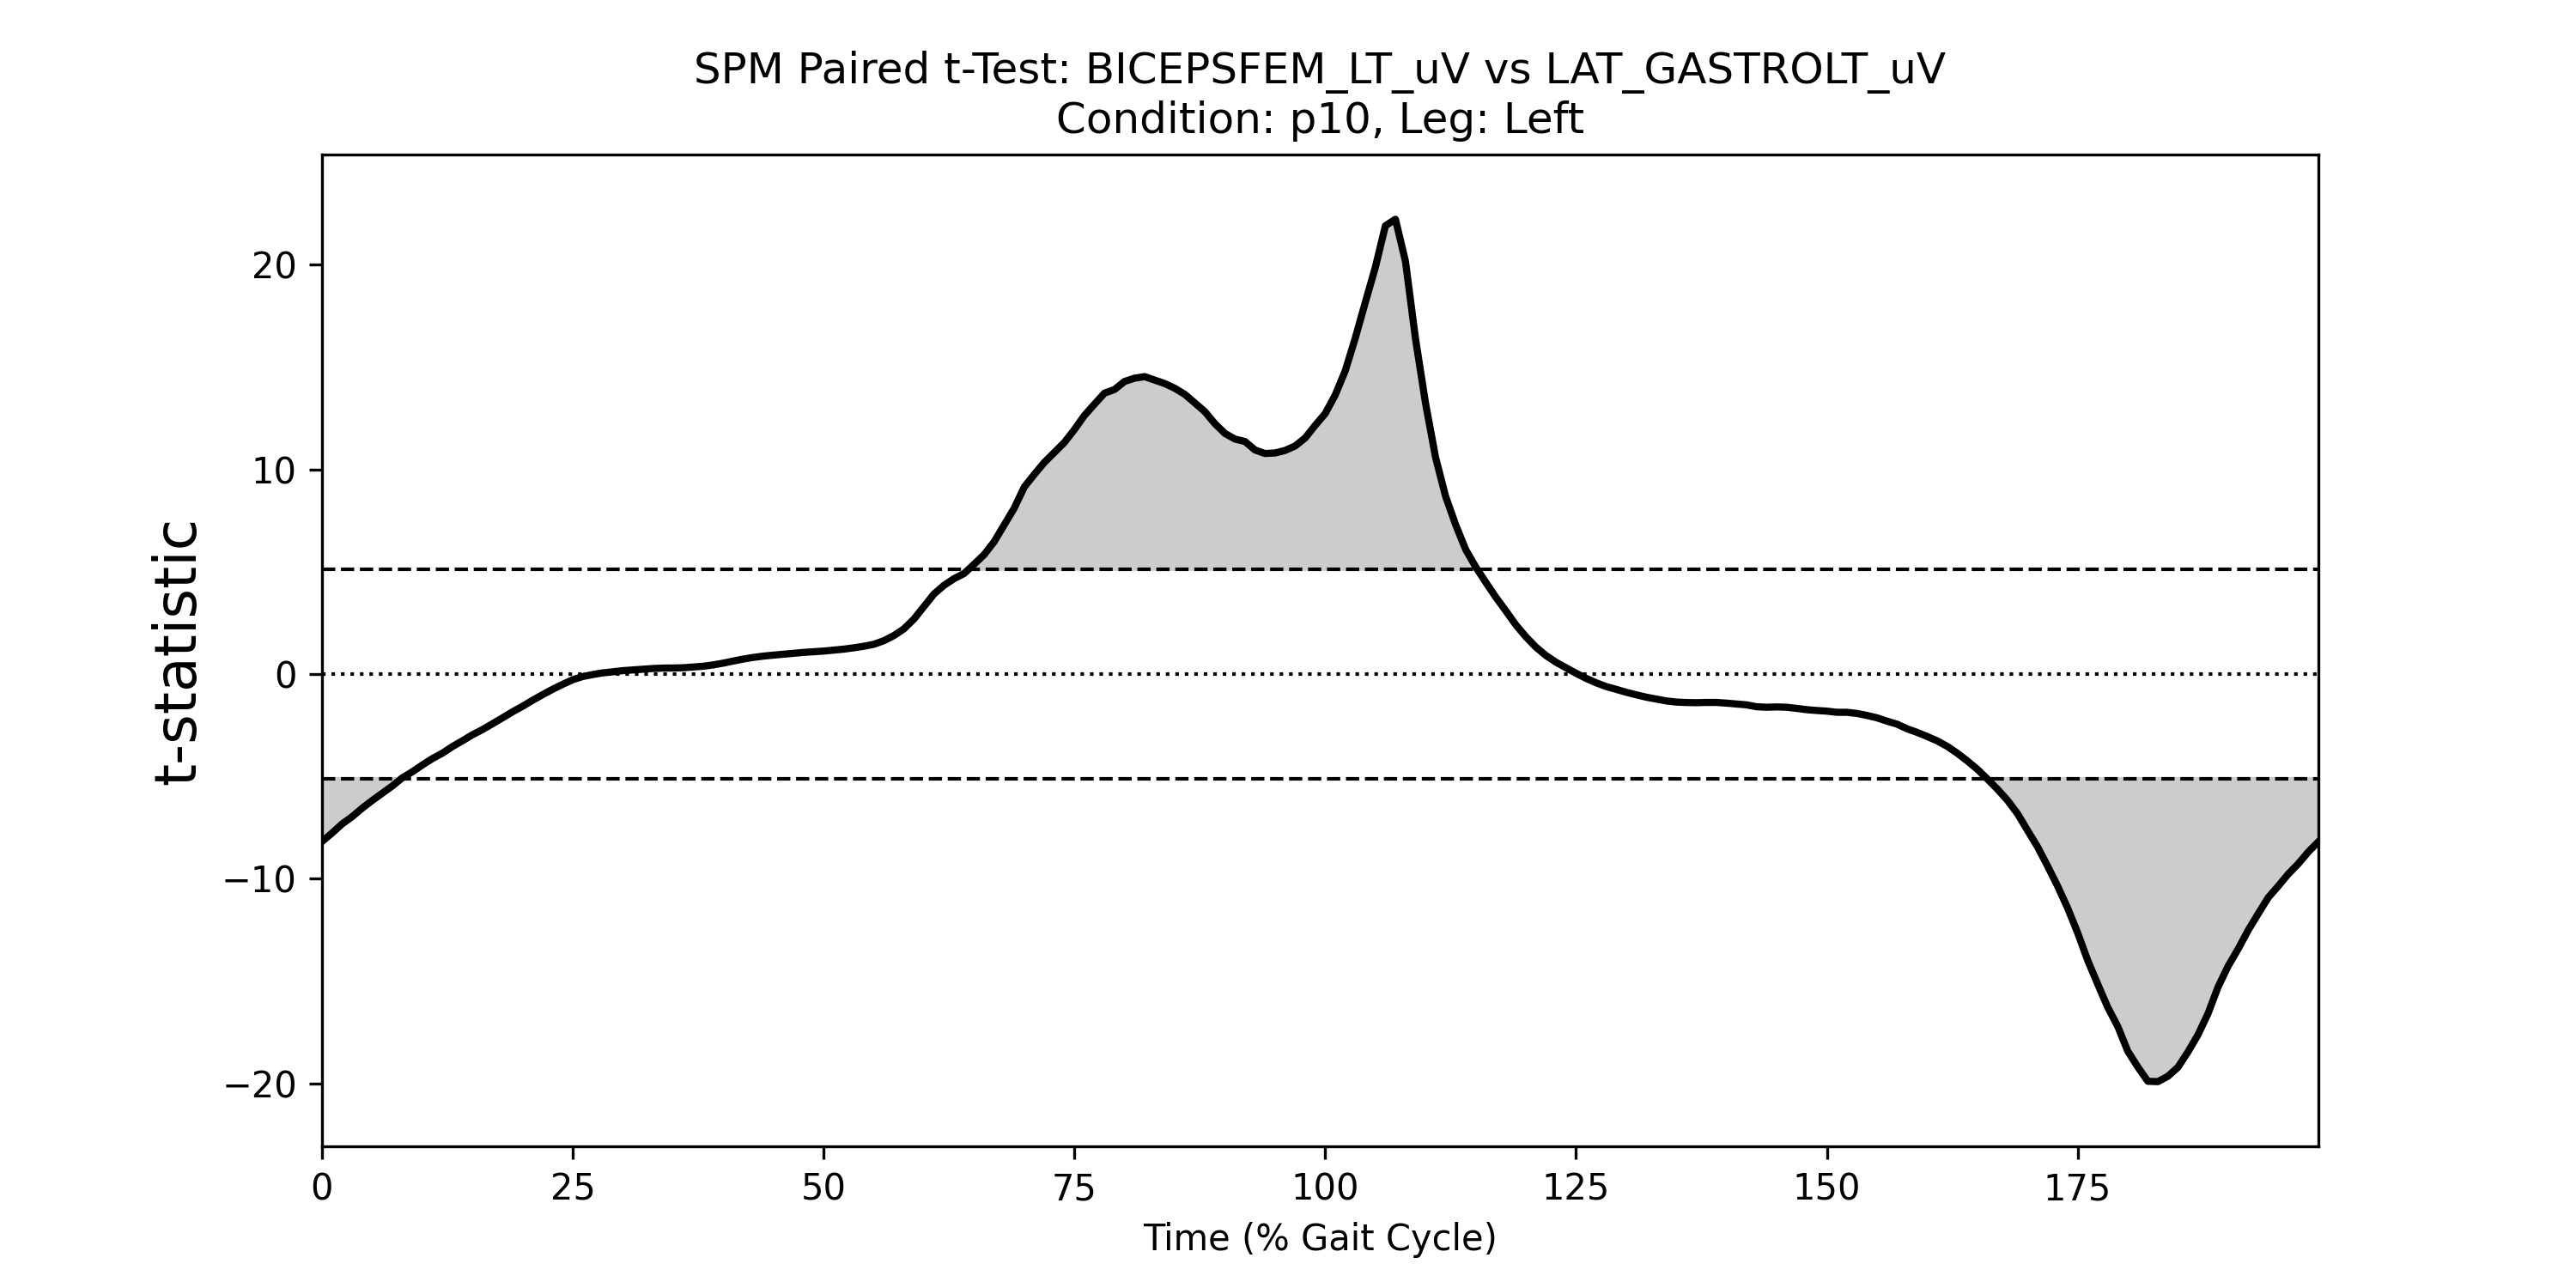 SPM Paired t-Test: BICEPSFEM_LT_uV vs LAT_GASTROLT_uV
Condition: p10, Leg: Left
t-statistic
20
10
0
−10
−20
0 25 50 75 100 125 150 175
Time (% Gait Cycle)